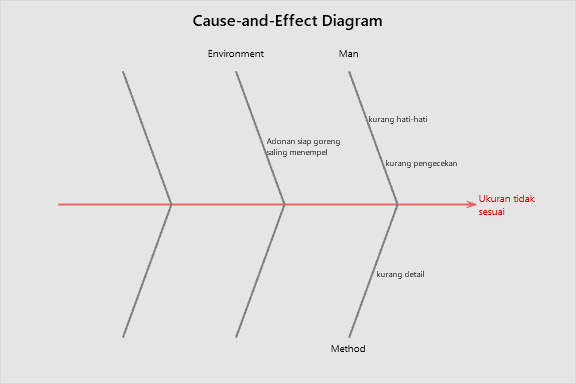 Cause-and-Effect Diagram
Environment
Man
kurang hati-hati
Adonan siap goreng
saling menempel
kurang pengecekan
Ukuran tidak
sesuai
kurang detail
Method